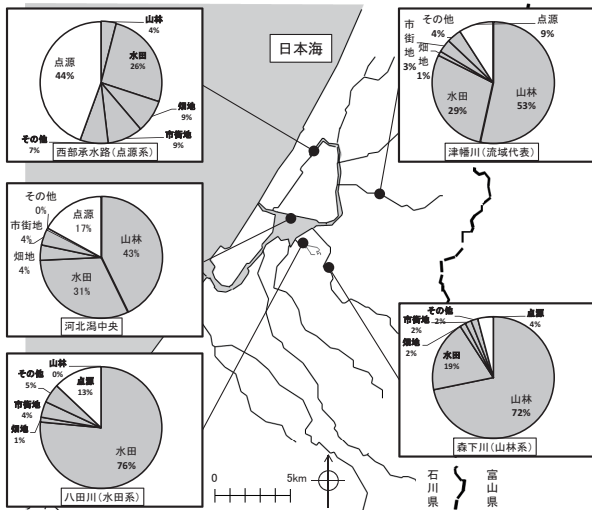 山林
4%
水田
26%
畑地
9%
市街地
9%
その他
7%
点源
44%
西部承水路(点源系)
日本海
その他
4%
点源
9%
市街地
3%
畑地
1%
水田
29%
山林
53%
津幡川(流域代表)
その他
0%
点源
17%
市街地
4%
畑地
4%
山林
43%
水田
31%
河北潟中央
その他
2%
点源
4%
市街地
2%
畑地
2%
水田
19%
山林
72%
森下川(山林系)
山林
0%
その他
5%
点源
13%
市街地
4%
畑地
1%
水田
76%
八田川(水田系)
0
5km
石川県
富山県